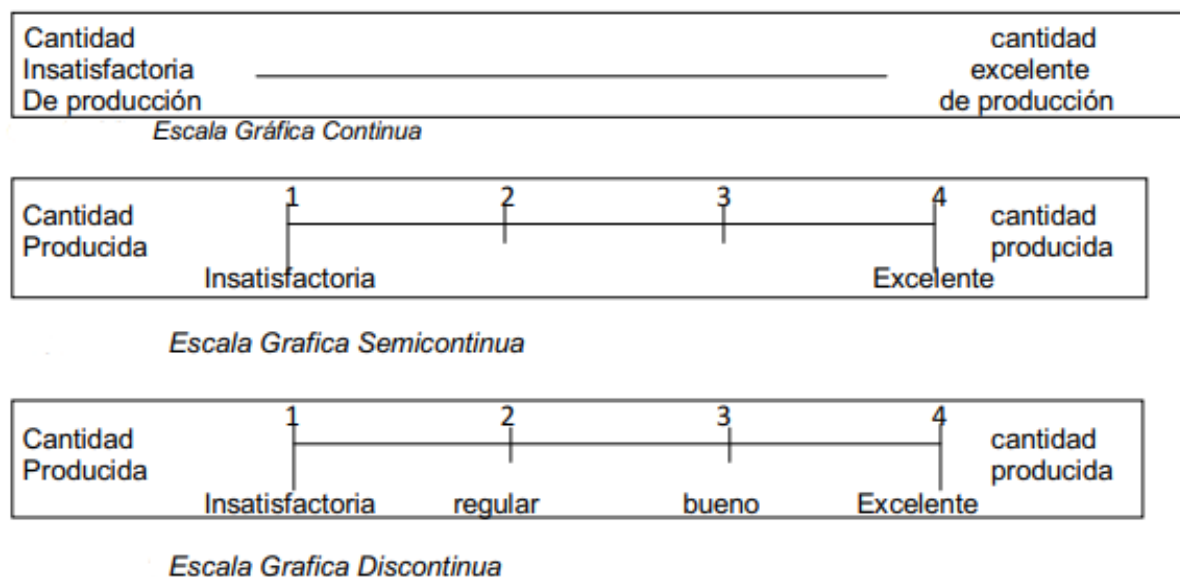 Cantidad cantidad
Insatisfactoria excelente
De producción de producción
Escala Gráfica Continua
1 2 3 4
Cantidad cantidad
Producida producida
Insatisfactoria Excelente
Escala Grafica Semicontinua
1 2 3 4
Cantidad cantidad
Producida producida
Insatisfactoria regular bueno Excelente
Escala Grafica Discontinua